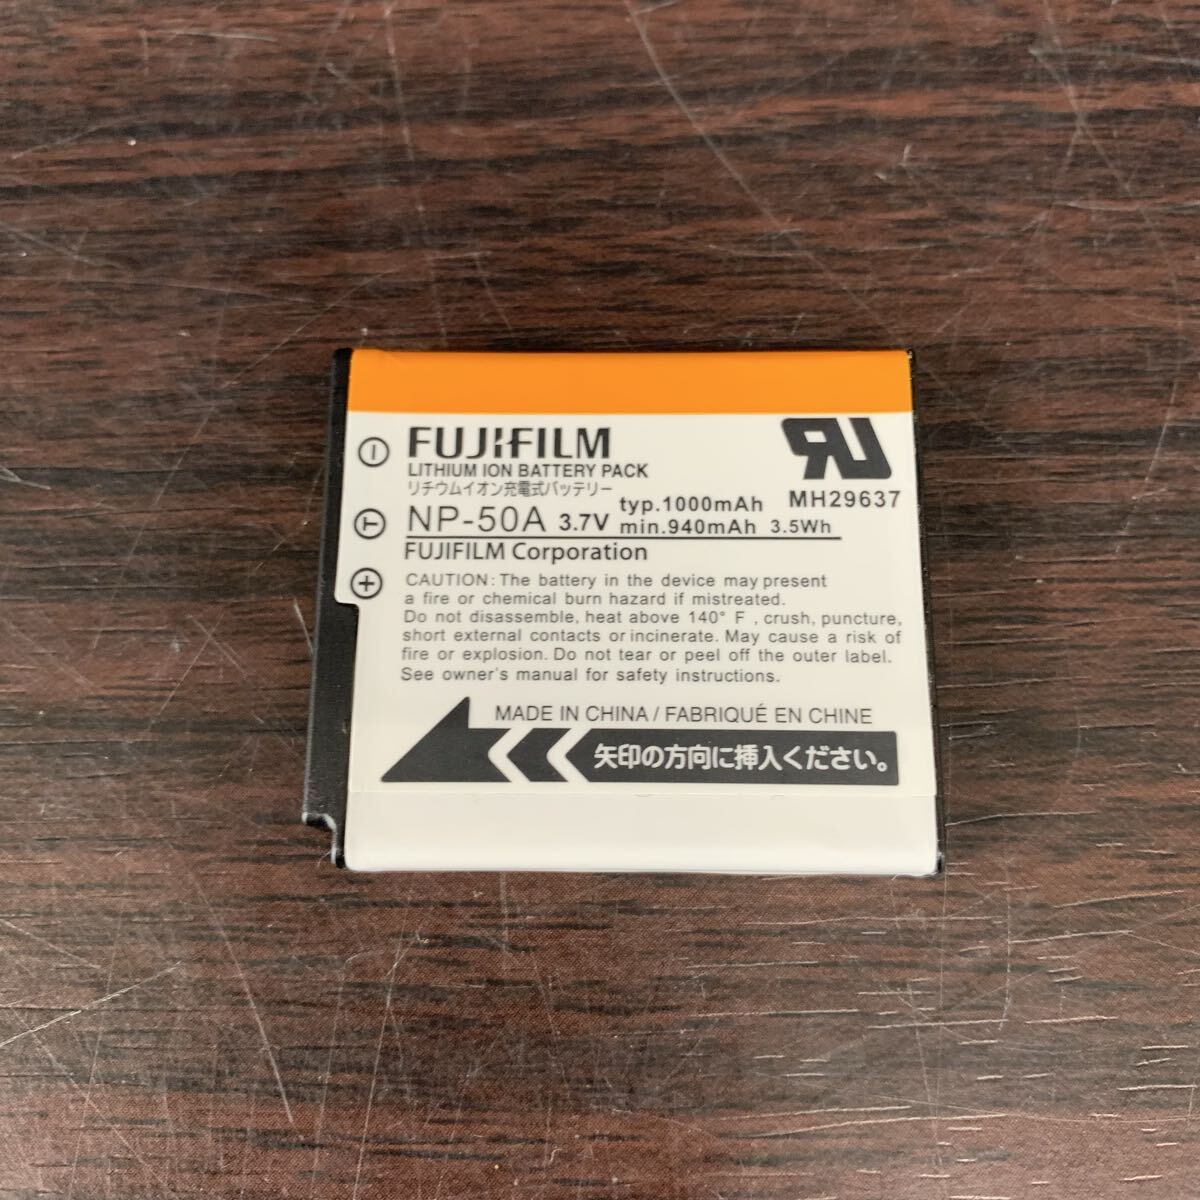 FUJIFILM
LITHIUM ION BATTERY PACK
リチウムイオン充電式バッテリー
NP-50A 3.7V typ.1000mAh
min.940mAh 3.5Wh
RU
MH29637
FUJIFILM Corporation
CAUTION: The battery in the device may present
a fire or chemical burn hazard if mistreated.
Do not disassemble, heat above 140° F , crush, puncture,
short external contacts or incinerate. May cause a risk of
fire or explosion. Do not tear or peel off the outer label.
See owner's manual for safety instructions.
MADE IN CHINA / FABRIQUÉ EN CHINE
矢印の方向に挿入ください。
−
T
+